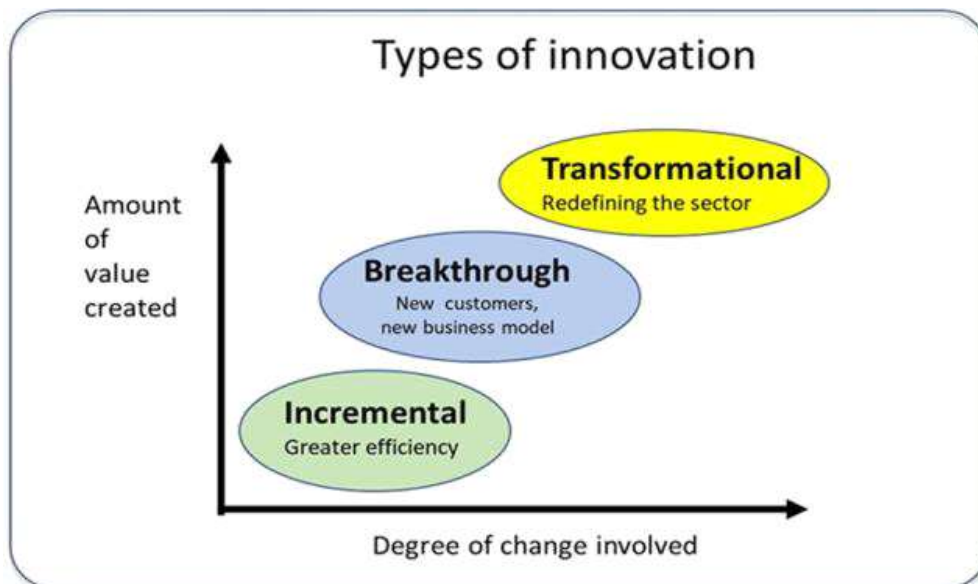 Types of innovation
Amount
of
value
created
Transformational
Redefining the sector
Breakthrough
New customers,
new business model
Incremental
Greater efficiency
Degree of change involved